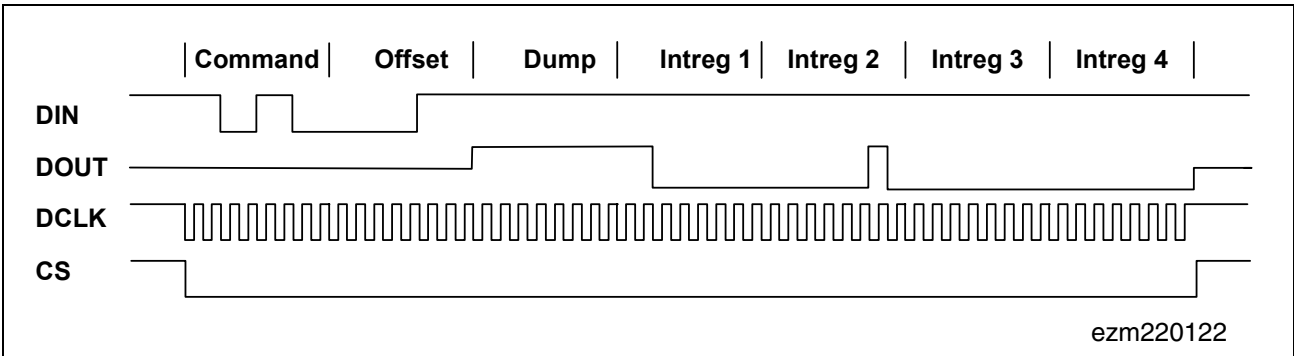 Command Offset Dump Intreg 1 Intreg 2 Intreg 3 Intreg 4
DIN
DOUT
DCLK
CS
ezm220122